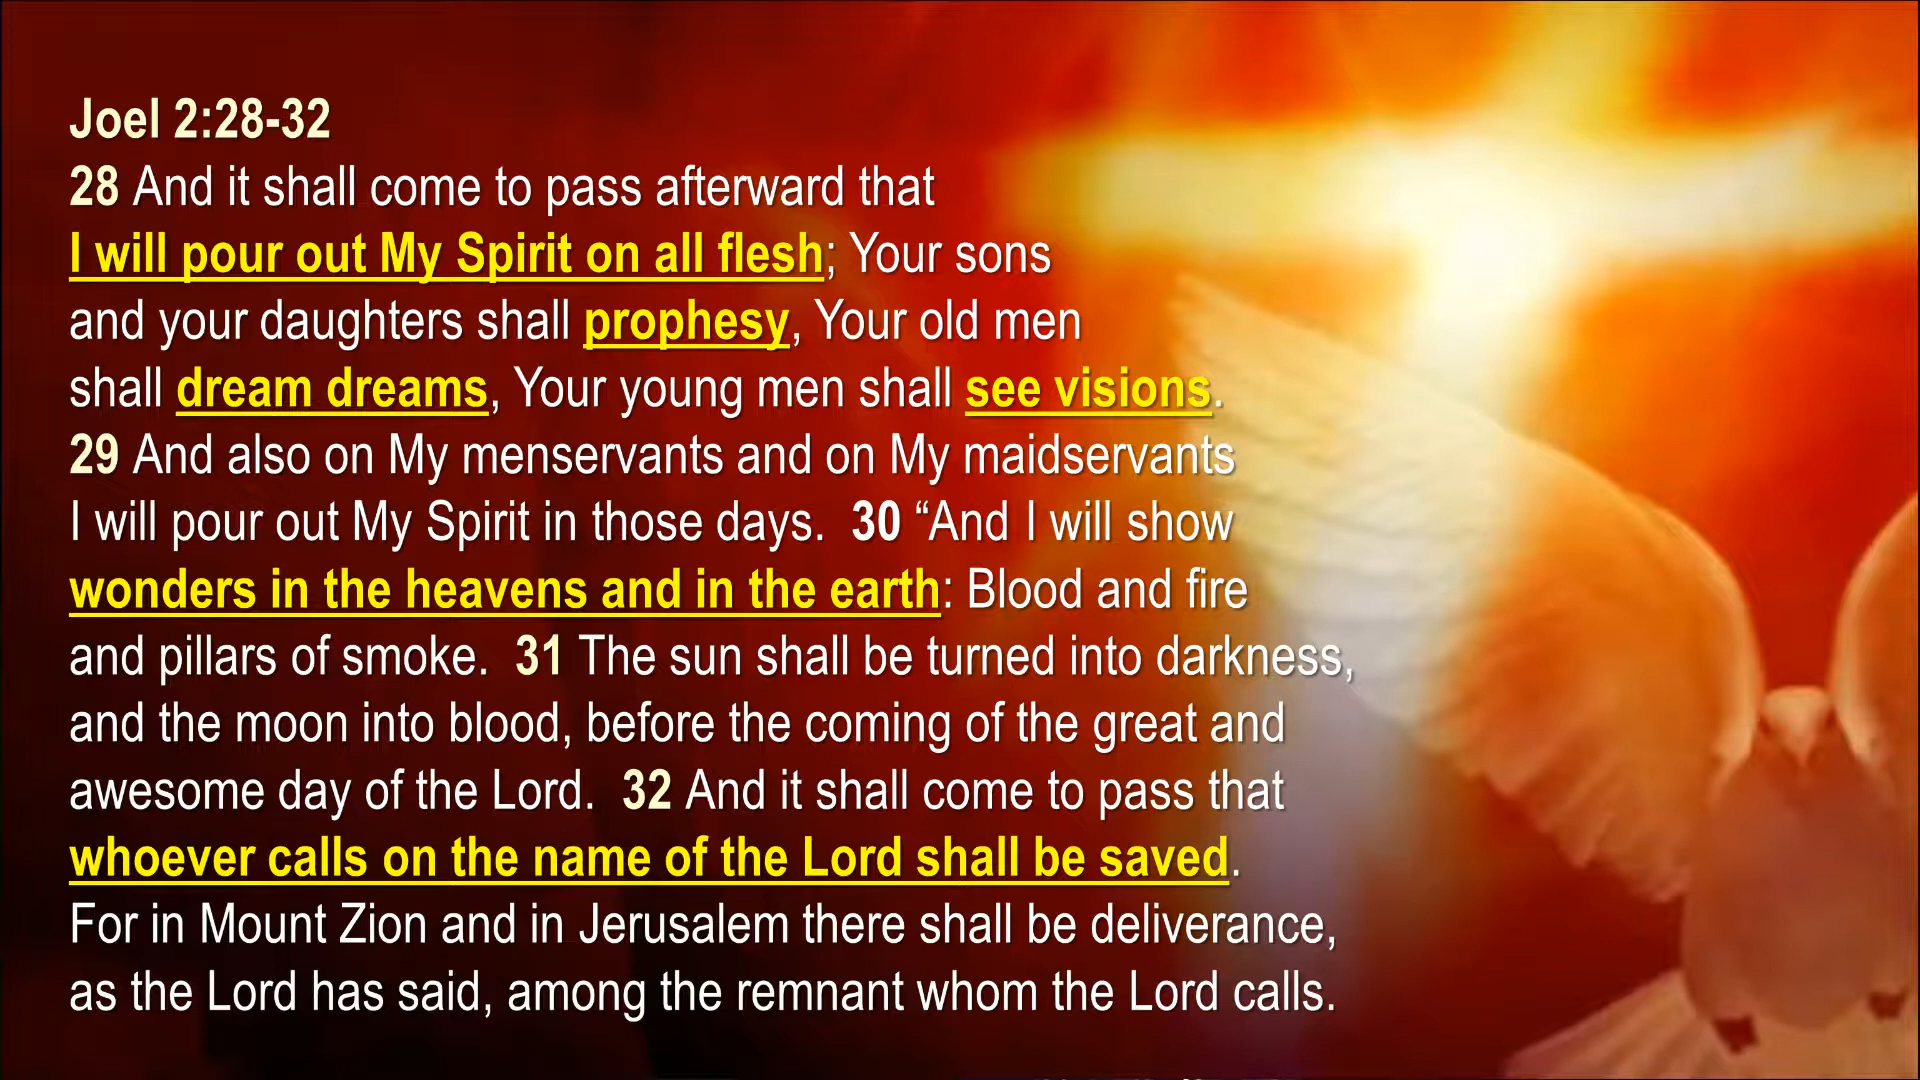 Joel 2:28-32
28 And it shall come to pass afterward that
I will pour out My Spirit on all flesh; Your sons
and your daughters shall prophesy, Your old men
shall dream dreams, Your young men shall see visions.
29 And also on My menservants and on My maidservants
I will pour out My Spirit in those days.  30 “And I will show
wonders in the heavens and in the earth: Blood and fire
and pillars of smoke.  31 The sun shall be turned into darkness,
and the moon into blood, before the coming of the great and
awesome day of the Lord.  32 And it shall come to pass that
whoever calls on the name of the Lord shall be saved.
For in Mount Zion and in Jerusalem there shall be deliverance,
as the Lord has said, among the remnant whom the Lord calls.